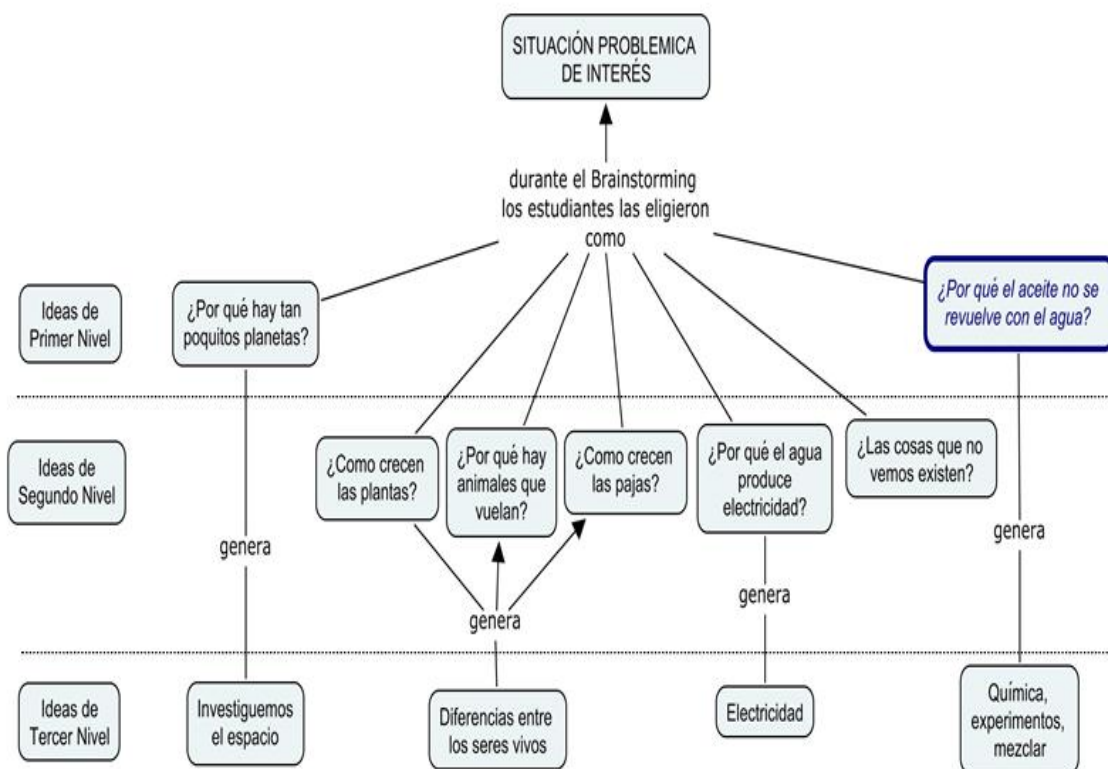 SITUACIÓN PROBLEMICA
DE INTERÉS
durante el Brainstorming
los estudiantes las eligieron
como
Ideas de
Primer Nivel
¿Por qué hay tan
poquitos planetas?
¿Por qué el aceite no se
revuelve con el agua?
Ideas de
Segundo Nivel
¿Como crecen
las plantas?
¿Por qué hay
animales que
vuelan?
¿Como crecen
las pajas?
¿Por qué el agua
produce
electricidad?
¿Las cosas que no
vemos existen?
genera
genera
genera
genera
Ideas de
Tercer Nivel
Investiguemos
el espacio
Diferencias entre
los seres vivos
Electricidad
Química,
experimentos,
mezclar